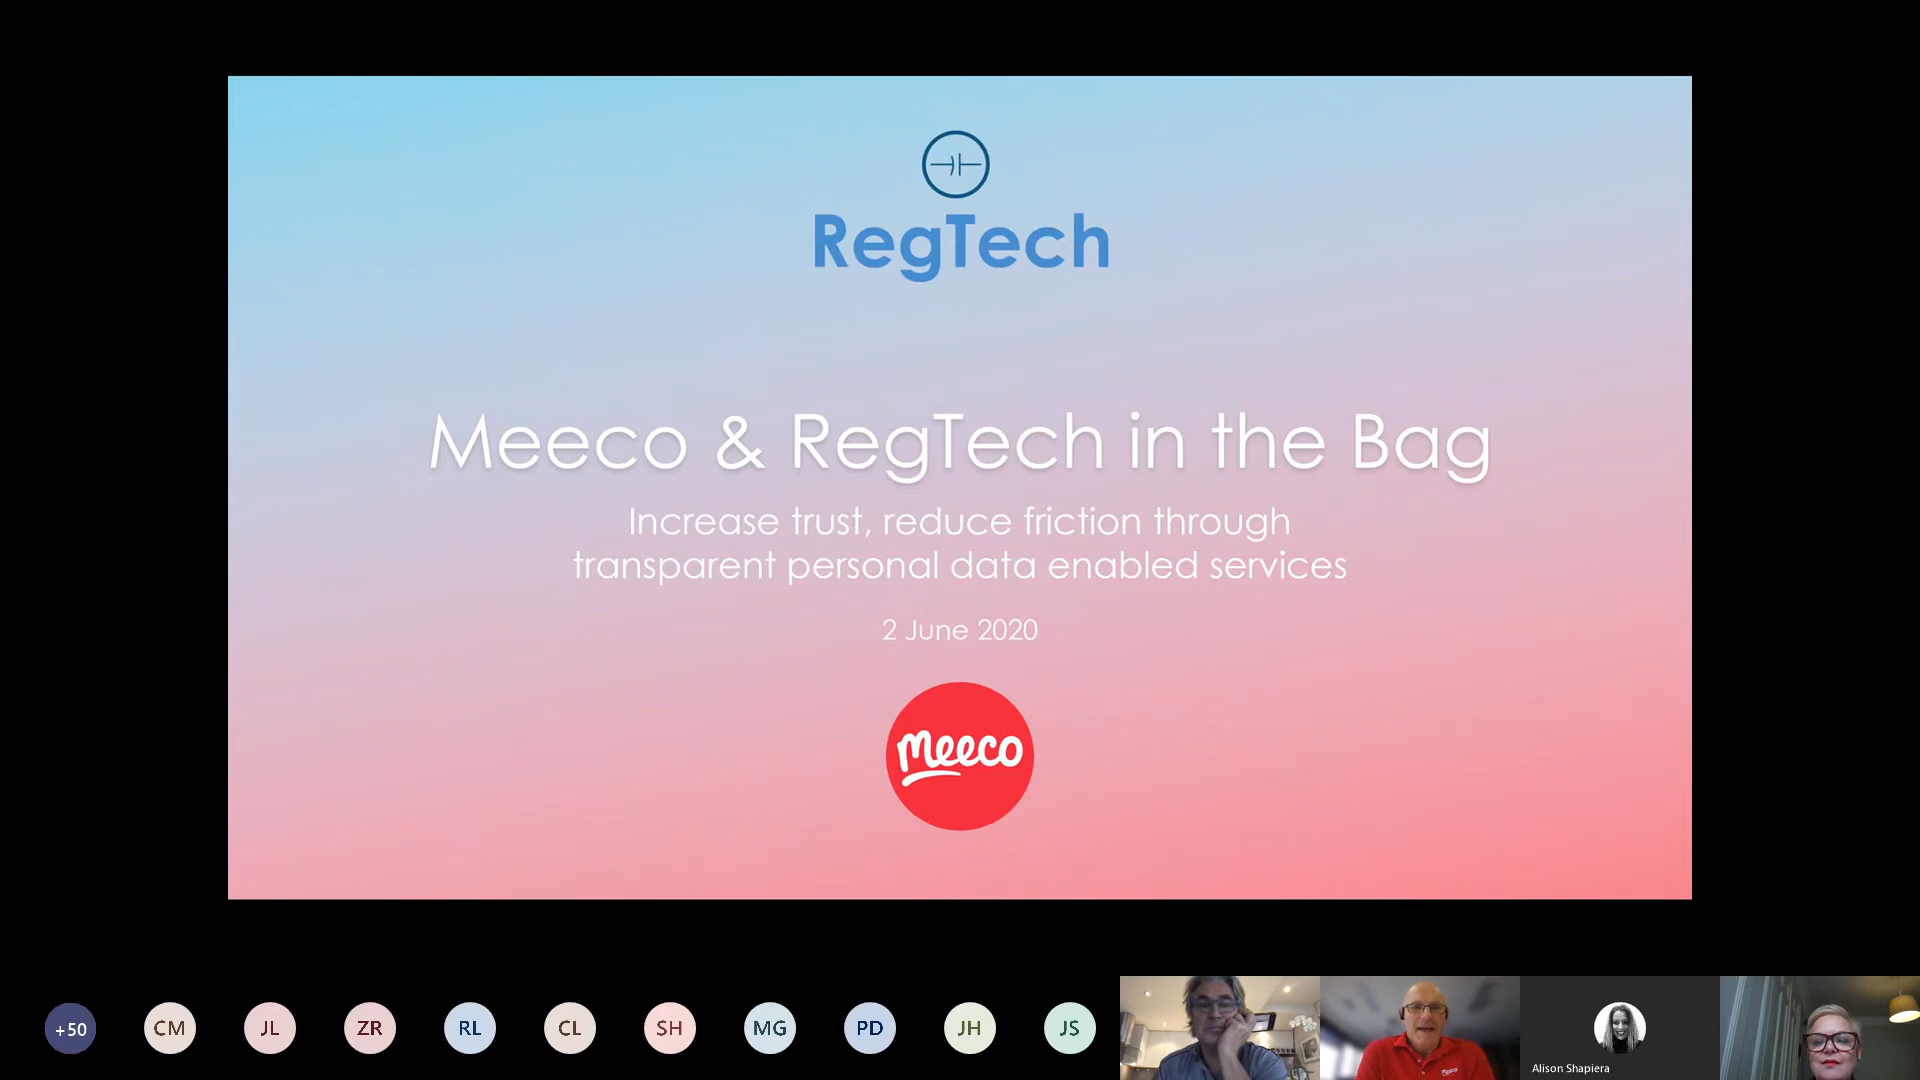 RegTech
Meeco & RegTech in the Bag
Increase trust, reduce friction through
transparent personal data enabled services
2 June 2020
meeco
+50
CM
JL
ZR
RL
CL
SH
MG
PD
JH
JS
meeco
Alison Shapiera